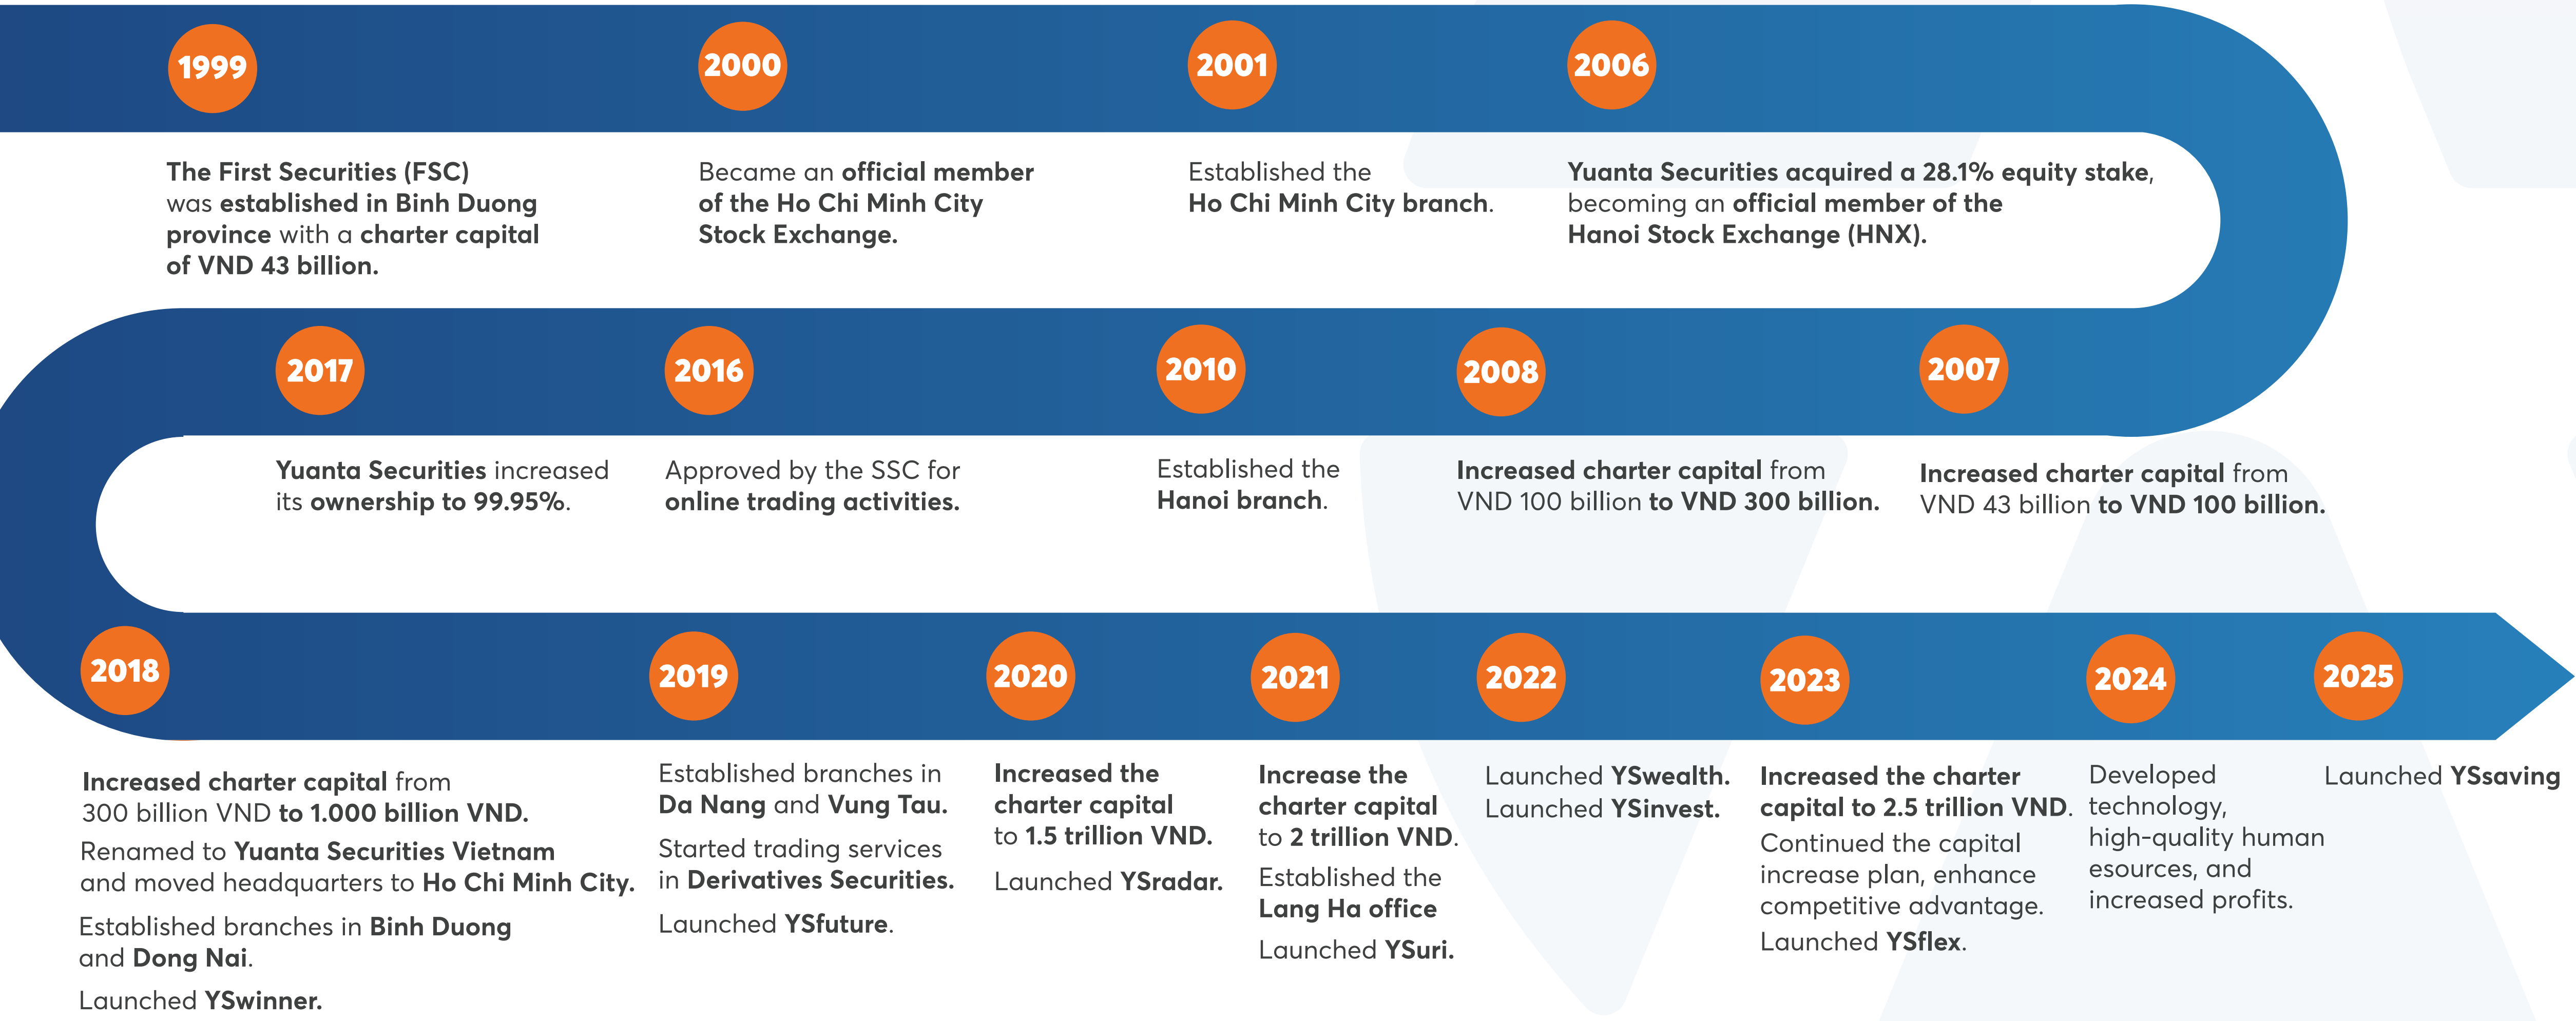 1999
The First Securities (FSC)
was established in Binh Duong
province with a charter capital
of VND 43 billion.
2000
Became an official member
of the Ho Chi Minh City
Stock Exchange.
2001
Established the
Ho Chi Minh City branch.
2006
Yuanta Securities acquired a 28.1% equity stake,
becoming an official member of the
Hanoi Stock Exchange (HNX).
2007
Increased charter capital from
VND 43 billion to VND 100 billion.
2008
Increased charter capital from
VND 100 billion to VND 300 billion.
2010
Established the
Hanoi branch.
2016
Approved by the SSC for
online trading activities.
2017
Yuanta Securities increased
its ownership to 99.95%.
2018
Increased charter capital from
300 billion VND to 1.000 billion VND.
Renamed to Yuanta Securities Vietnam
and moved headquarters to Ho Chi Minh City.
Established branches in Binh Duong
and Dong Nai.
Launched YSwinner.
2019
Established branches in
Da Nang and Vung Tau.
Started trading services
in Derivatives Securities.
Launched YSfuture.
2020
Increased the
charter capital
to 1.5 trillion VND.
Launched YSradar.
2021
Increase the
charter capital
to 2 trillion VND.
Established the
Lang Ha office
Launched YSuri.
2022
Launched YSwealth.
Launched YSinvest.
2023
Increased the charter
capital to 2.5 trillion VND.
Continued the capital
increase plan, enhance
competitive advantage.
Launched YSflex.
2024
Developed
technology,
high-quality human
esources, and
increased profits.
2025
Launched YSsaving